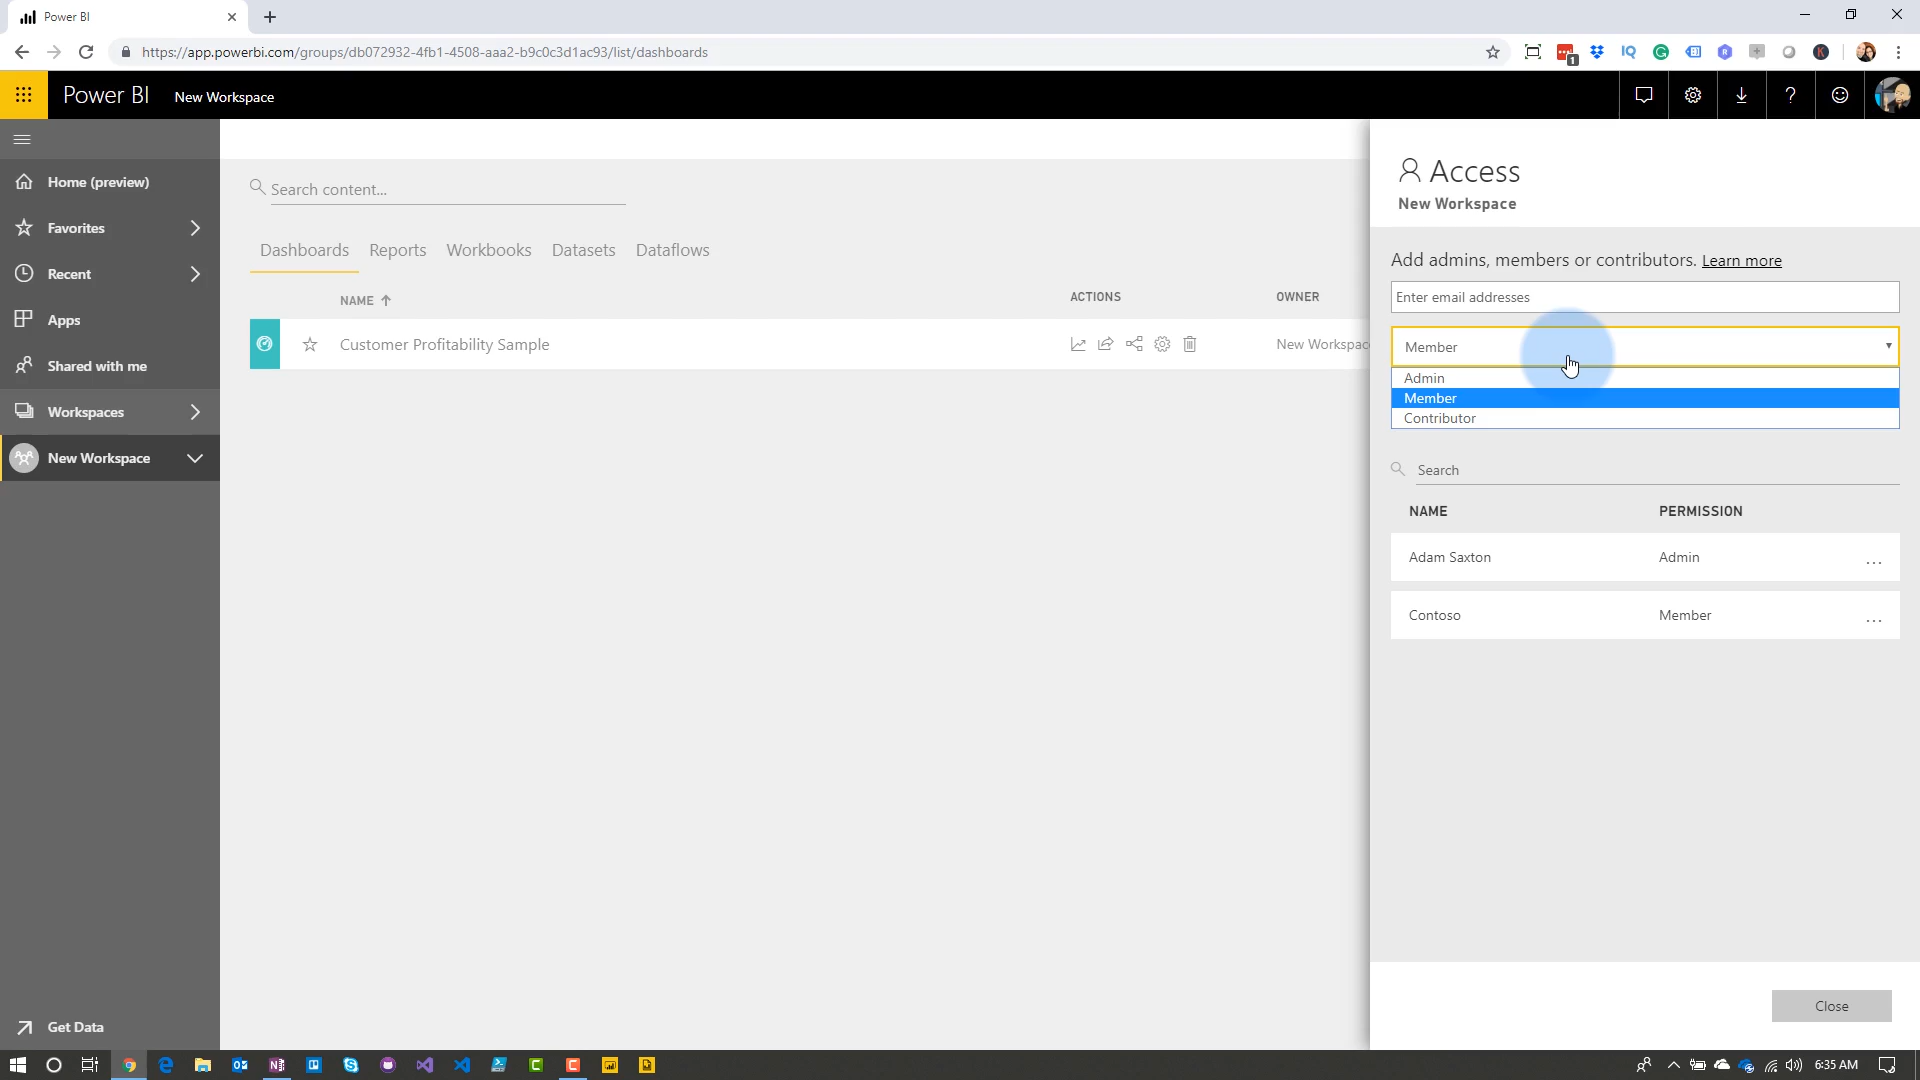 Power BI
https://app.powerbi.com/groups/db072932-4fb1-4508-aaa2-b9c0c3d1ac93/list/dashboards
1
Power BI New Workspace
Home (preview)
Favorites
Recent
Apps
Shared with me
Workspaces
New Workspace
Get Data
Search content...
Dashboards Reports Workbooks Datasets Dataflows
NAME ACTIONS OWNER
Customer Profitability Sample New Workspac
Access
New Workspace
Add admins, members or contributors. Learn more
Enter email addresses
Member
Admin
Member
Contributor
Search
NAME PERMISSION
Adam Saxton Admin ...
Contoso Member ...
Close
6:35 AM